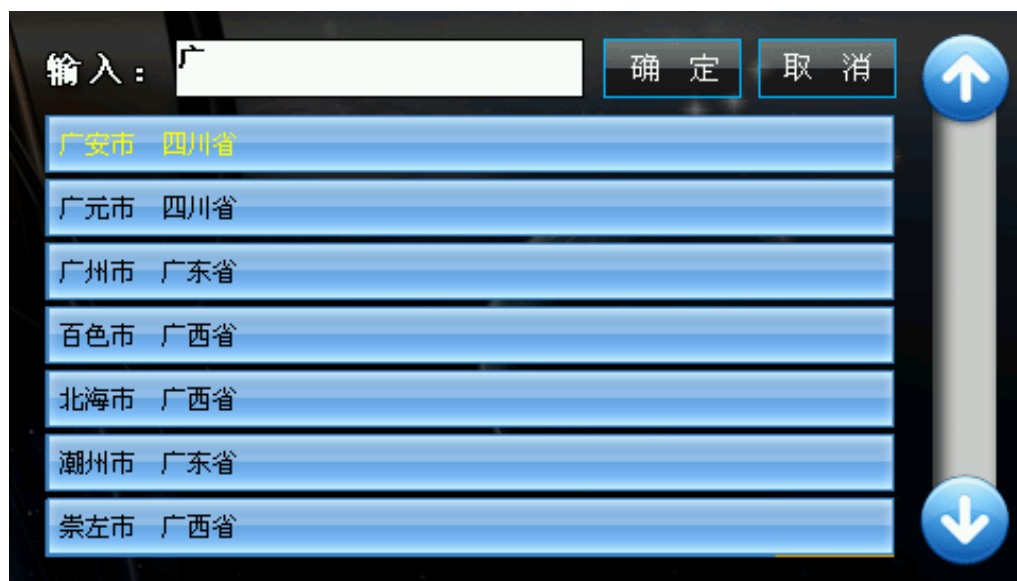 输入: 广 确 定 取 消
广安市 四川省
广元市 四川省
广州市 广东省
百色市 广西省
北海市 广西省
潮州市 广东省
崇左市 广西省